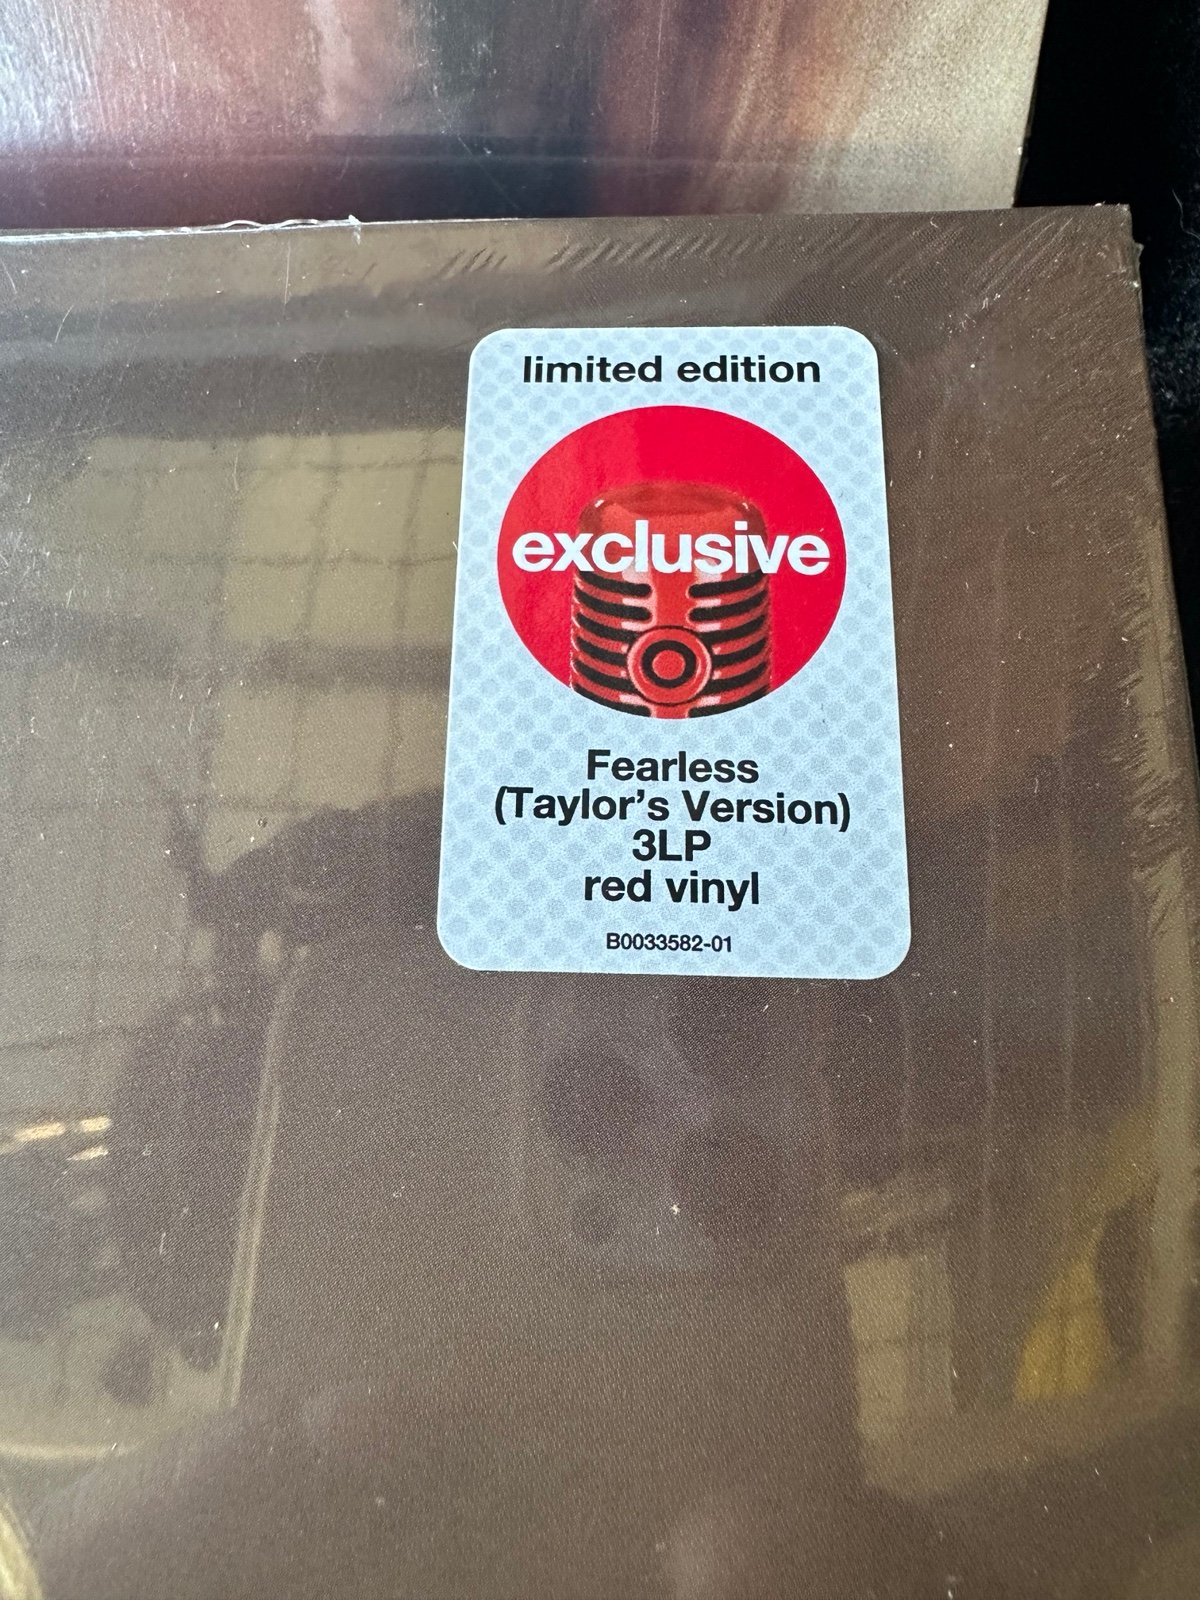 limited edition
exclusive
Fearless
(Taylor's Version)
3LP
red vinyl
B0033582-01